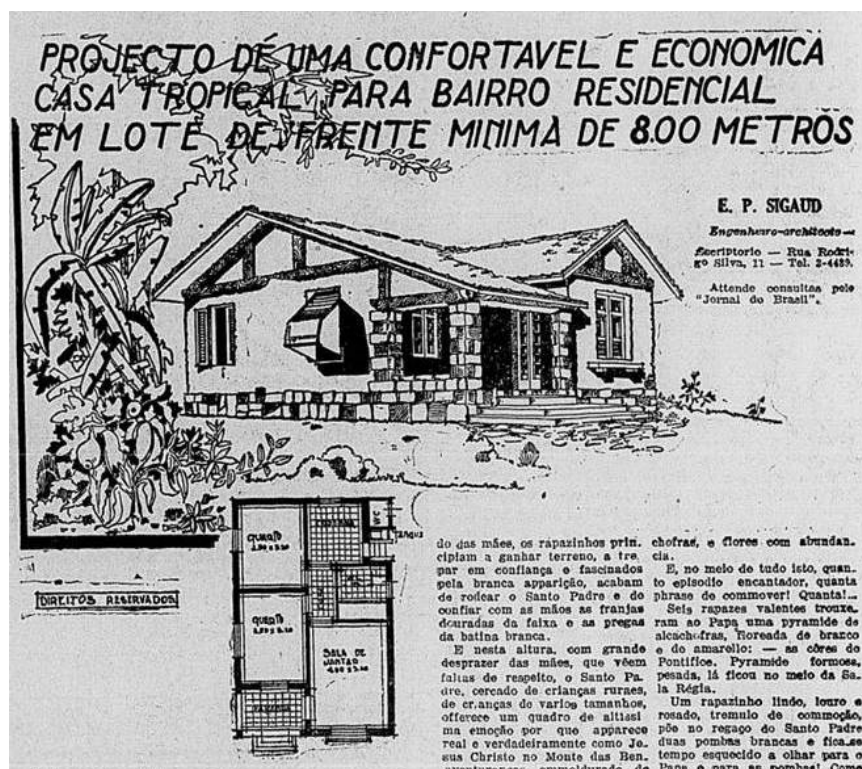 PROJECTO DE UMA CONFORTAVEL E ECONOMICA
CASA TROPICAL PARA BAIRRO RESIDENCIAL
EM LOTE DE FRENTE MINIMA DE 8.00 METROS
E. P. SIGAUD
Engenheiro-architecto
Escriptorio — Rua Rodri-
go Silva, 11 — Tel. 2-4489.
Attende consultas pelo
"Jornal do Brasil".
QUARTO
TANQUE
QUARTO
SALA DE
JANTAR
DIREITOS RESERVADOS
do das mães, os rapazinhos prin-
cipiam a ganhar terreno, a tre.
par em confiança e fascinados
pela branca apparição, acabam
de rodear o Santo Padre e do
confiar com as mãos as franjas
douradas da faixa e as pregas
da batina branca.
E nesta altura, com grande
desprazer das mães, que vêem
faltas de respeito, o Santo Pa-
dre, cercado de crianças ruraes,
de crianças de varios tamanhos,
offerece um quadro de altissi
ma emoção por que apparece
real e verdadeiramente como Je-
sus Christo no Monte das Ben.
chofras, e flores com abundan-
cia.
E, no meio de tudo isto, quan-
to episodio encantador, quanta
phrase de commover! Quanta!...
Seis rapazes valentes trouxe.
ram ao Papa uma pyramide de
alcachofras, floreada de branco
e do amarello: — as côres do
Pontifice. Pyramide formosa,
pesada, lá ficou no meio da Sa-
la Régia.
Um rapazinho lindo, louro e
rosado, tremulo de commoção,
põe no regaço do Santo Padre
duas pombas brancas e fica.se
tempo esquecido a olhar para o
Papa e para as pombas! Como